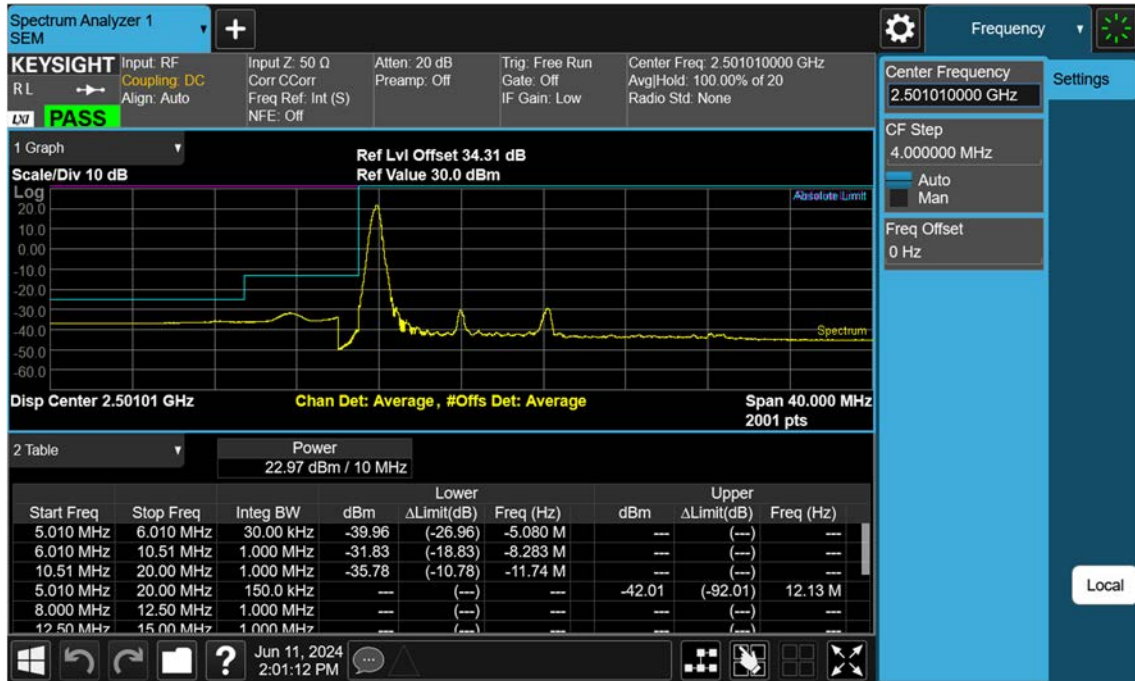 Spectrum Analyzer 1
SEM
Frequency
KEYSIGHT
RL
LXI
PASS
Input: RF
Coupling: DC
Align: Auto
Input Z: 50 Ω
Corr CCorr
Freq Ref: Int (S)
NFE: Off
Atten: 20 dB
Preamp: Off
Trig: Free Run
Gate: Off
IF Gain: Low
Center Freq: 2.501010000 GHz
Avg|Hold: 100.00% of 20
Radio Std: None
Center Frequency
2.501010000 GHz
Settings
CF Step
4.000000 MHz
Auto
Man
Freq Offset
0 Hz
1 Graph
Ref Lvl Offset 34.31 dB
Scale/Div 10 dB Ref Value 30.0 dBm
Log
20.0
10.0
0.00
-10.0
-20.0
-30.0
-40.0
-50.0
-60.0
Absolute Limit
Spectrum
Disp Center 2.50101 GHz Chan Det: Average, #Offs Det: Average Span 40.000 MHz
2001 pts
2 Table
Power
22.97 dBm / 10 MHz
Lower Upper
Start Freq Stop Freq Integ BW dBm ΔLimit(dB) Freq (Hz) dBm ΔLimit(dB) Freq (Hz)
5.010 MHz 6.010 MHz 30.00 kHz -39.96 (-26.96) -5.080 M --- (---) ---
6.010 MHz 10.51 MHz 1.000 MHz -31.83 (-18.83) -8.283 M --- (---) ---
10.51 MHz 20.00 MHz 1.000 MHz -35.78 (-10.78) -11.74 M --- (---) ---
5.010 MHz 20.00 MHz 150.0 kHz --- (---) --- -42.01 (-92.01) 12.13 M
8.000 MHz 12.50 MHz 1.000 MHz --- (---) --- --- (---) ---
12.50 MHz 15.00 MHz 1.000 MHz --- (---) --- --- (---) ---
Local
?
Jun 11, 2024
2:01:12 PM